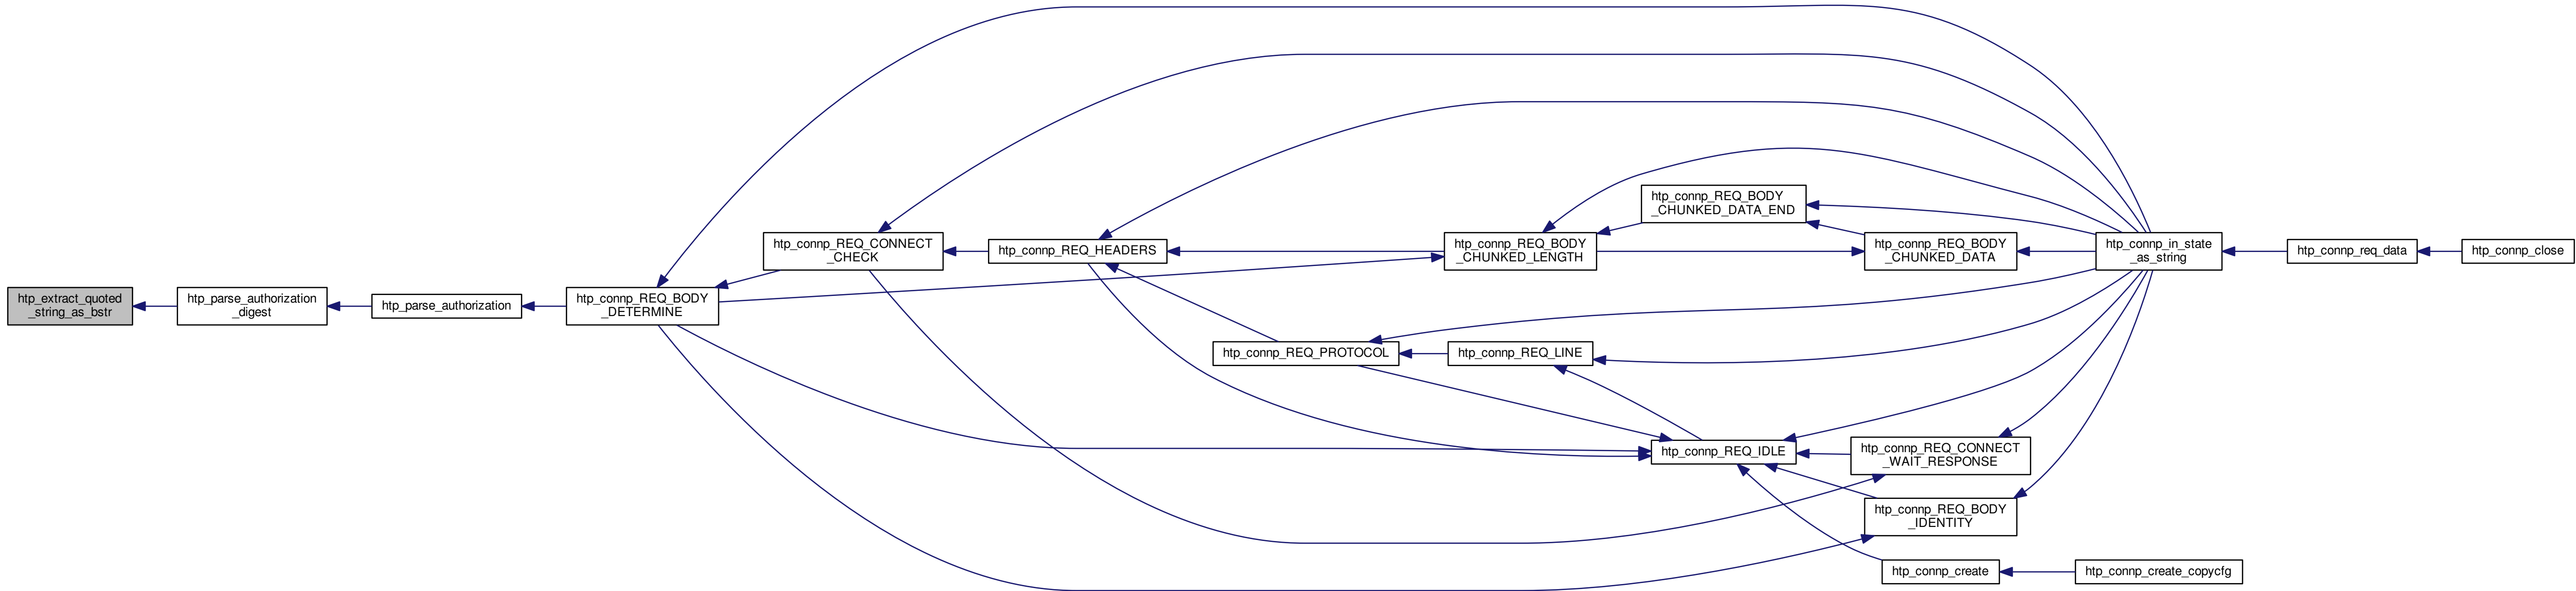 htp_extract_quoted
_string_as_bstr
htp_parse_authorization
_digest
htp_parse_authorization
htp_connp_REQ_BODY
_DETERMINE
htp_connp_REQ_CONNECT
_CHECK
htp_connp_REQ_HEADERS
htp_connp_REQ_PROTOCOL
htp_connp_REQ_BODY
_CHUNKED_LENGTH
htp_connp_REQ_LINE
htp_connp_REQ_BODY
_CHUNKED_DATA_END
htp_connp_REQ_IDLE
htp_connp_REQ_BODY
_CHUNKED_DATA
htp_connp_REQ_CONNECT
_WAIT_RESPONSE
htp_connp_REQ_BODY
_IDENTITY
htp_connp_create
htp_connp_in_state
_as_string
htp_connp_create_copycfg
htp_connp_req_data
htp_connp_close